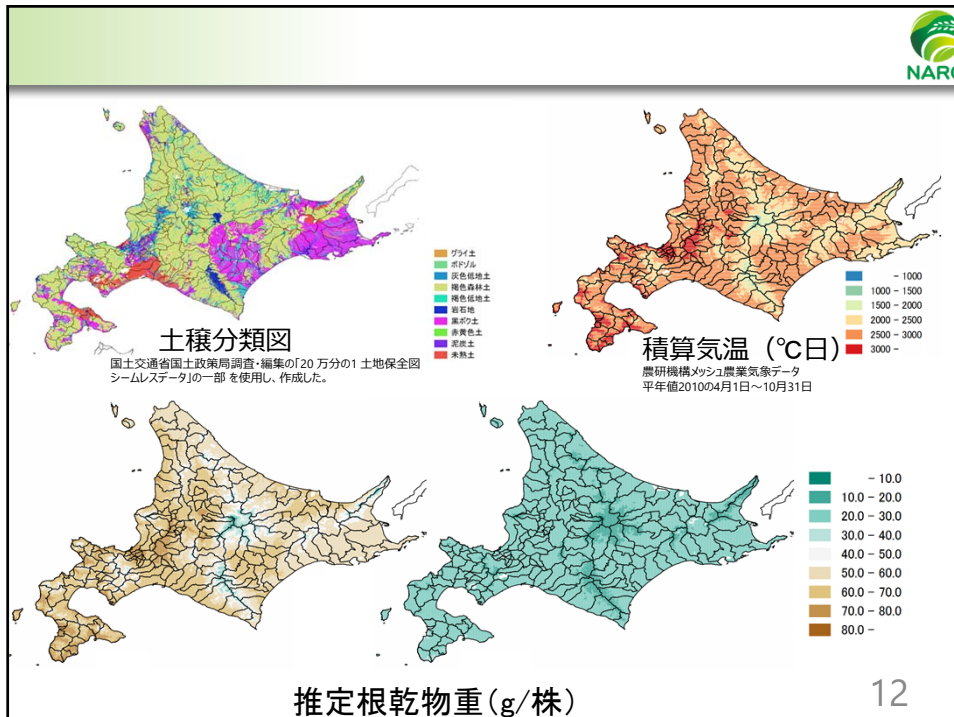 NARO
グライ土
ポドゾル
灰色低地土
褐色森林土
褐色低地土
岩石地
黒ボク土
赤黄色土
泥炭土
未熟土
土穣分類図
国土交通省国土政策局調査・編集の「20 万分の1 土地保全図
シームレスデータ」の一部 を使用し、作成した。
- 1000
1000 - 1500
1500 - 2000
2000 - 2500
2500 - 3000
3000 -
積算気温（℃日）
農研機構メッシュ農業気象データ
平年値2010の4月1日～10月31日
- 10.0
10.0 - 20.0
20.0 - 30.0
30.0 - 40.0
40.0 - 50.0
50.0 - 60.0
60.0 - 70.0
70.0 - 80.0
80.0 -
推定根乾物重（g/株）
12